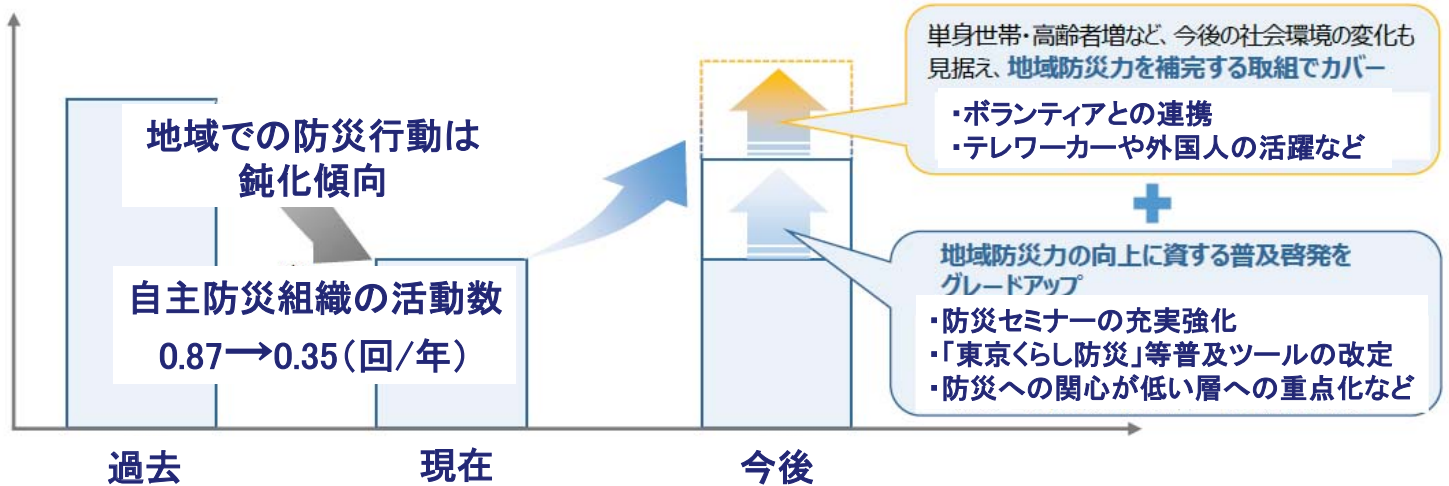 地域での防災行動は
鈍化傾向
自主防災組織の活動数
0.87→0.35(回/年)
過去
現在
今後
単身世帯・高齢者増など、今後の社会環境の変化も
見据え、地域防災力を補完する取組でカバー
・ボランティアとの連携
・テレワーカーや外国人の活躍など
地域防災力の向上に資する普及啓発を
グレードアップ
・防災セミナーの充実強化
・「東京くらし防災」等普及ツールの改定
・防災への関心が低い層への重点化など